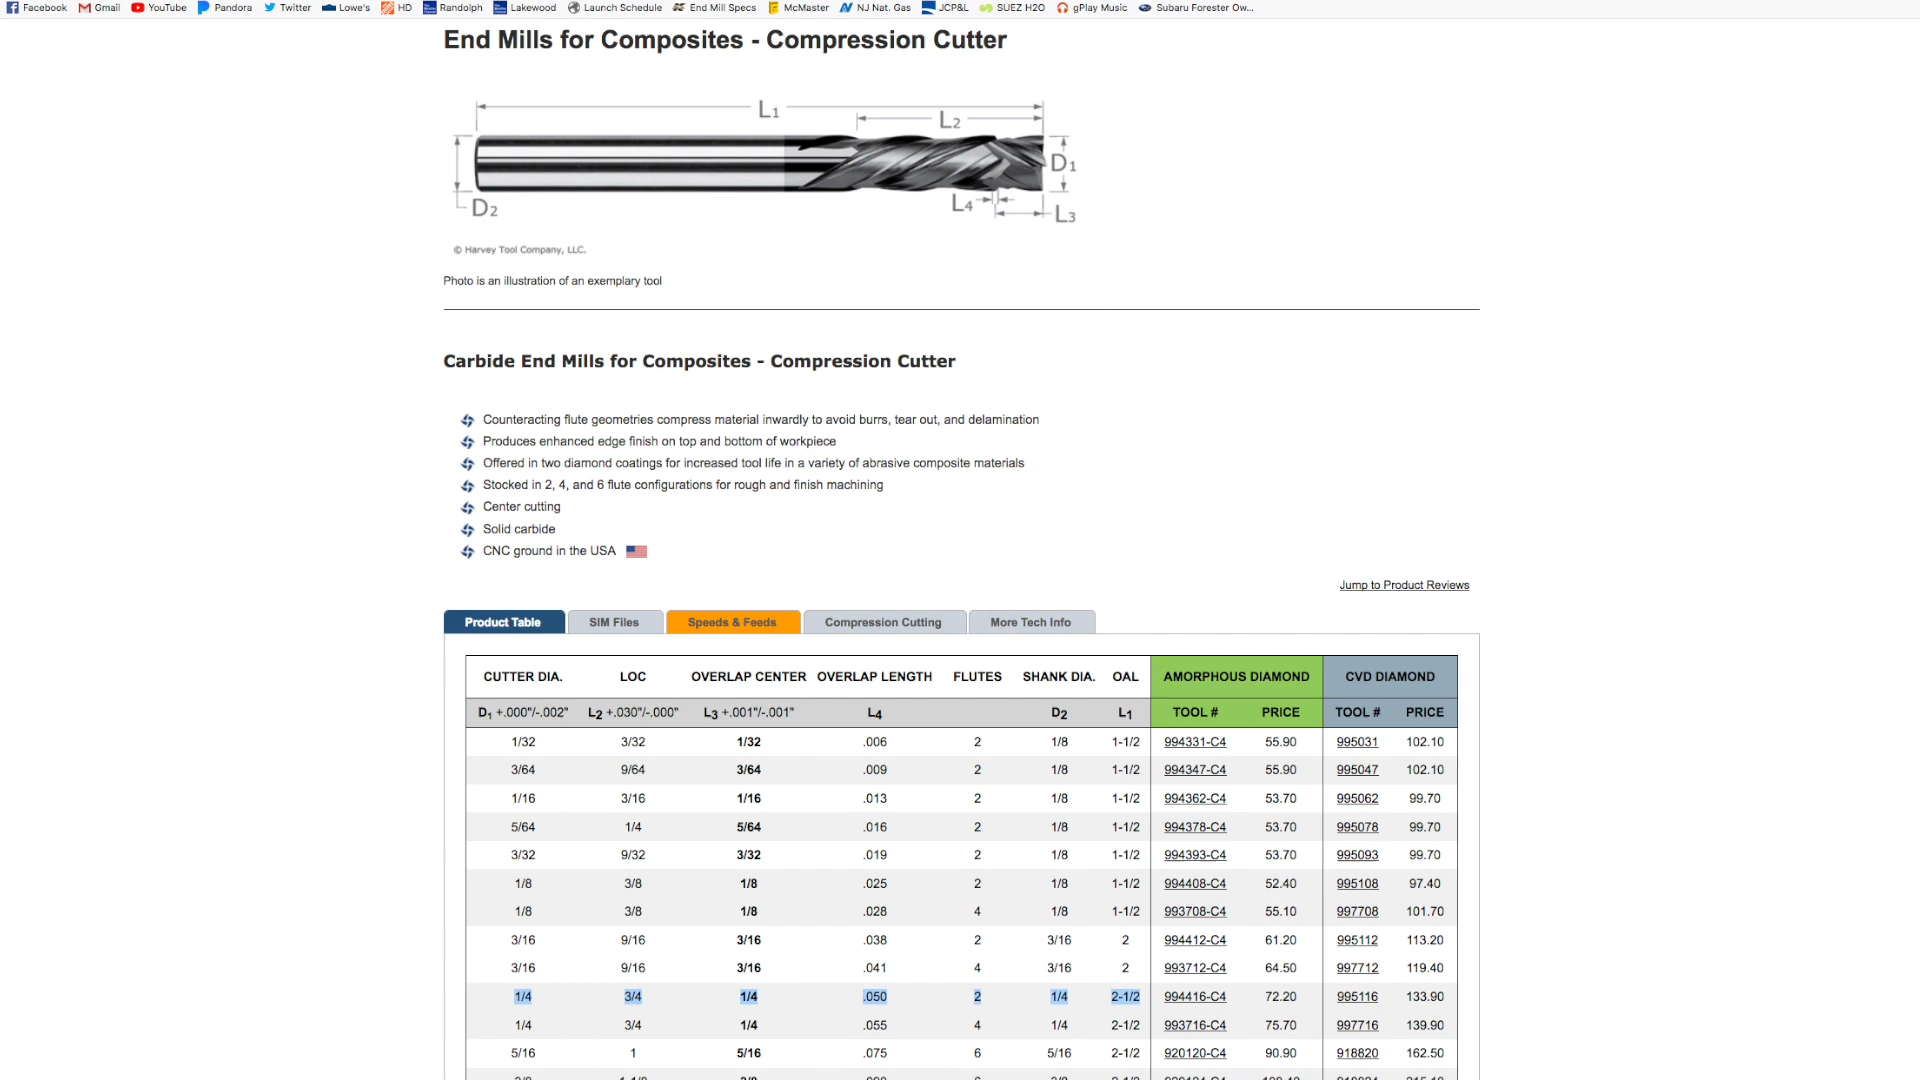 Facebook Gmail YouTube Pandora Twitter Lowe's HD Randolph Lakewood Launch Schedule End Mill Specs McMaster NJ Nat. Gas JCP&L SUEZ H2O gPlay Music Subaru Forester Ow...
End Mills for Composites - Compression Cutter
L1
L2
D1
L4
D2
L3
© Harvey Tool Company, LLC.
Photo is an illustration of an exemplary tool
Carbide End Mills for Composites - Compression Cutter
Counteracting flute geometries compress material inwardly to avoid burrs, tear out, and delamination
Produces enhanced edge finish on top and bottom of workpiece
Offered in two diamond coatings for increased tool life in a variety of abrasive composite materials
Stocked in 2, 4, and 6 flute configurations for rough and finish machining
Center cutting
Solid carbide
CNC ground in the USA
Jump to Product Reviews
Product Table SIM Files Speeds & Feeds Compression Cutting More Tech Info
CUTTER DIA. LOC OVERLAP CENTER OVERLAP LENGTH FLUTES SHANK DIA. OAL AMORPHOUS DIAMOND CVD DIAMOND
D1 +.000"/-.002" L2 +.030"/-.000" L3 +.001"/-.001" L4 D2 L1 TOOL # PRICE TOOL # PRICE
1/32 3/32 1/32 .006 2 1/8 1-1/2 994331-C4 55.90 995031 102.10
3/64 9/64 3/64 .009 2 1/8 1-1/2 994347-C4 55.90 995047 102.10
1/16 3/16 1/16 .013 2 1/8 1-1/2 994362-C4 53.70 995062 99.70
5/64 1/4 5/64 .016 2 1/8 1-1/2 994378-C4 53.70 995078 99.70
3/32 9/32 3/32 .019 2 1/8 1-1/2 994393-C4 53.70 995093 99.70
1/8 3/8 1/8 .025 2 1/8 1-1/2 994408-C4 52.40 995108 97.40
1/8 3/8 1/8 .028 4 1/8 1-1/2 993708-C4 55.10 997708 101.70
3/16 9/16 3/16 .038 2 3/16 2 994412-C4 61.20 995112 113.20
3/16 9/16 3/16 .041 4 3/16 2 993712-C4 64.50 997712 119.40
1/4 3/4 1/4 .050 2 1/4 2-1/2 994416-C4 72.20 995116 133.90
1/4 3/4 1/4 .055 4 1/4 2-1/2 993716-C4 75.70 997716 139.90
5/16 1 5/16 .075 6 5/16 2-1/2 920120-C4 90.90 918820 162.50